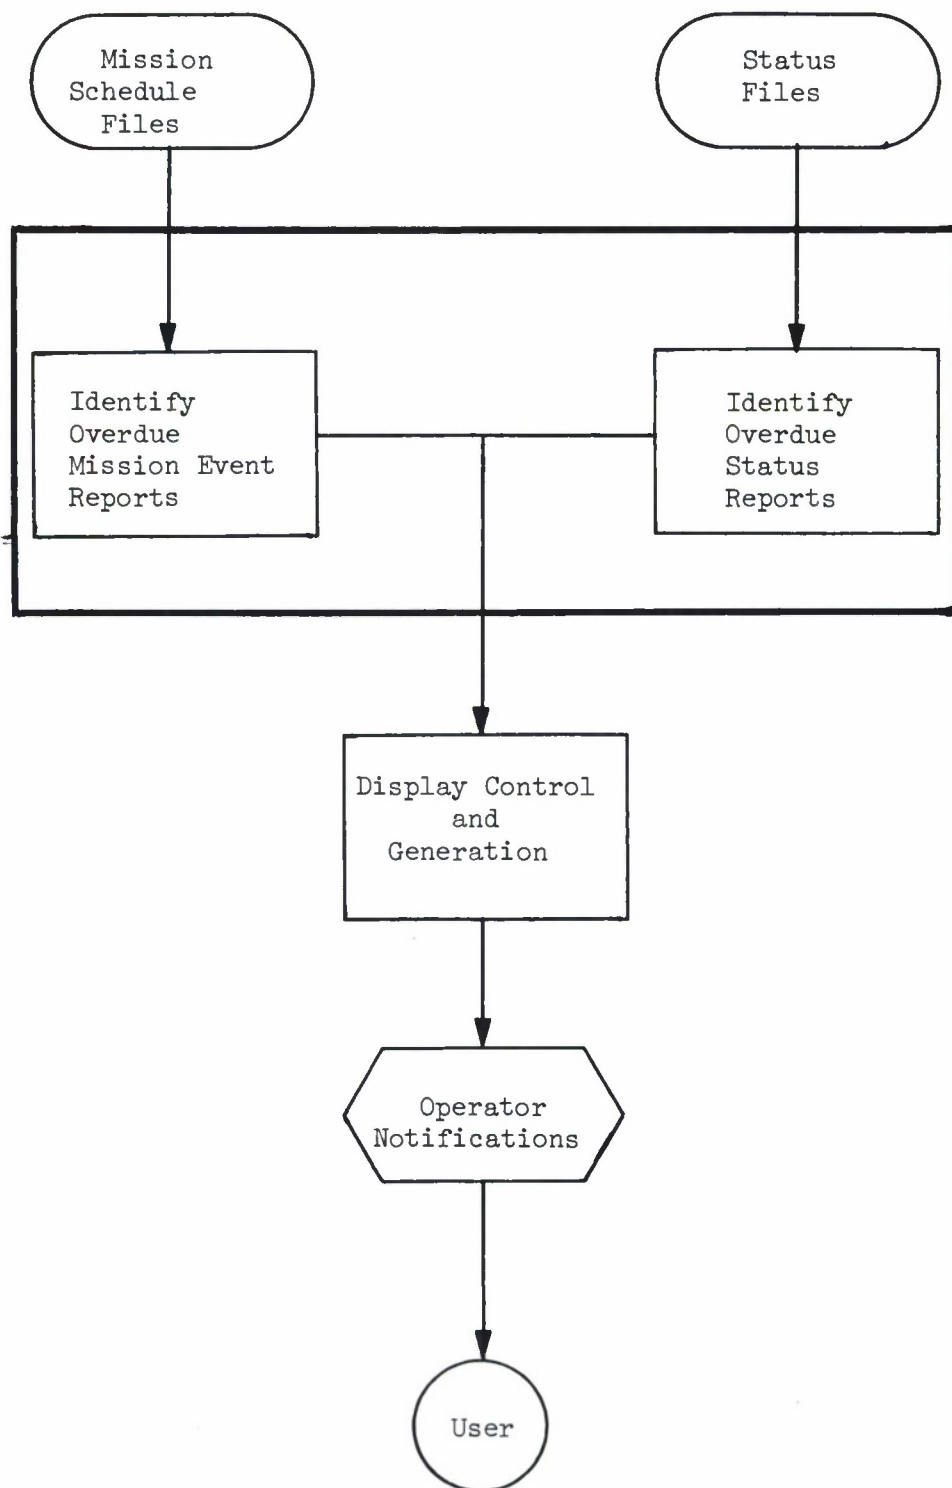 Mission
Schedule
Files
Status
Files
Identify
Overdue
Mission Event
Reports
Identify
Overdue
Status
Reports
Display Control
and
Generation
Operator
Notifications
User